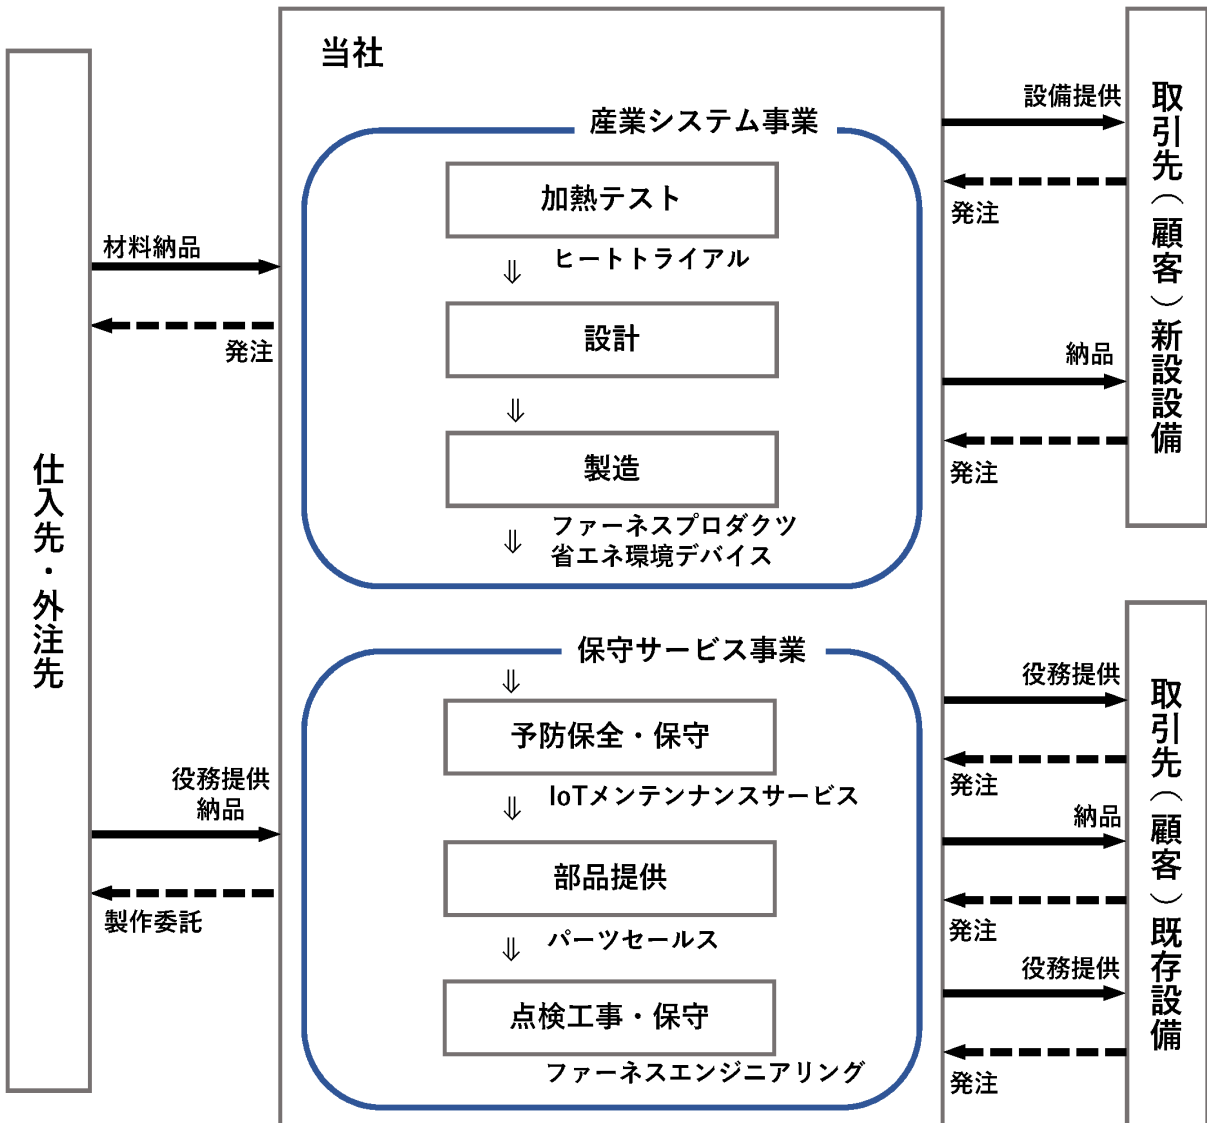 当社
産業システム事業
加熱テスト
ヒートトライアル
⇓
設計
⇓
製造
ファーネスプロダクツ
省エネ環境デバイス
⇓
保守サービス事業
⇓
予防保全・保守
IoTメンテンナンスサービス
⇓
部品提供
パーツセールス
⇓
点検工事・保守
ファーネスエンジニアリング
仕入先・外注先
材料納品
発注
役務提供
納品
製作委託
設備提供
発注
納品
発注
取引先（顧客）新設設備
役務提供
発注
納品
発注
役務提供
発注
取引先（顧客）既存設備